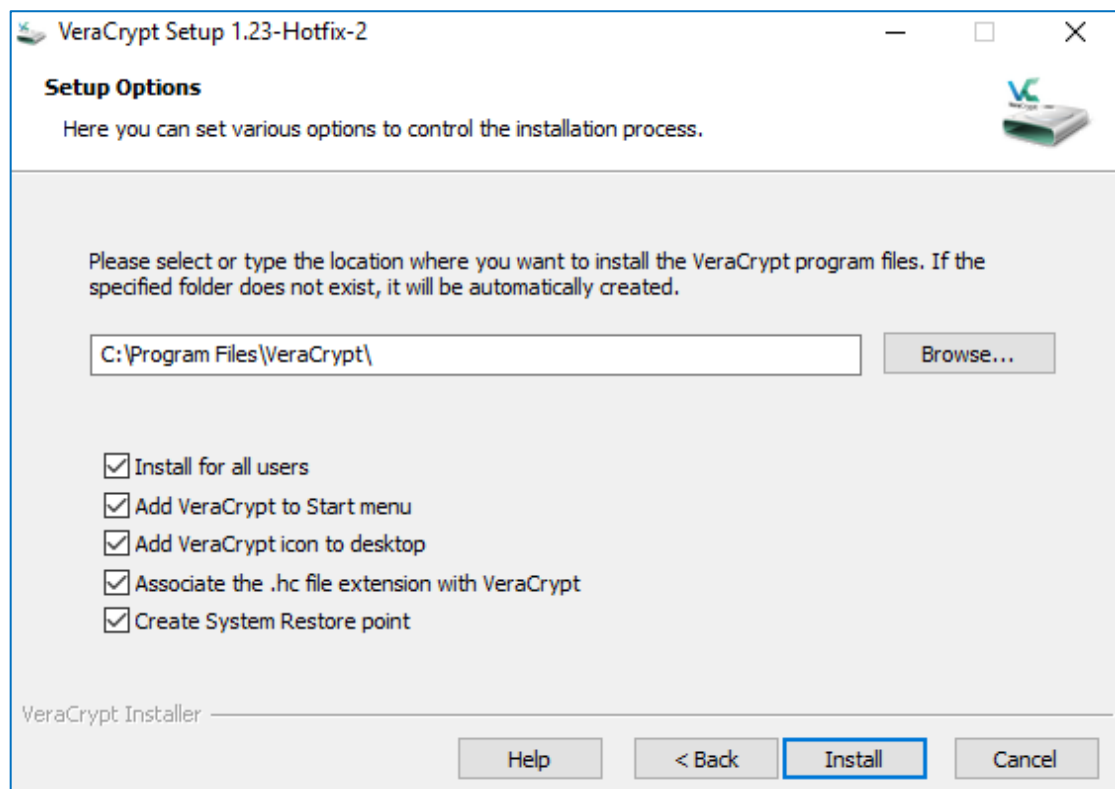 VeraCrypt Setup 1.23-Hotfix-2
Setup Options
Here you can set various options to control the installation process.
VC
VeraCrypt
Please select or type the location where you want to install the VeraCrypt program files. If the
specified folder does not exist, it will be automatically created.
C:\Program Files\VeraCrypt\
Browse...
Install for all users
Add VeraCrypt to Start menu
Add VeraCrypt icon to desktop
Associate the .hc file extension with VeraCrypt
Create System Restore point
VeraCrypt Installer
Help
< Back
Install
Cancel